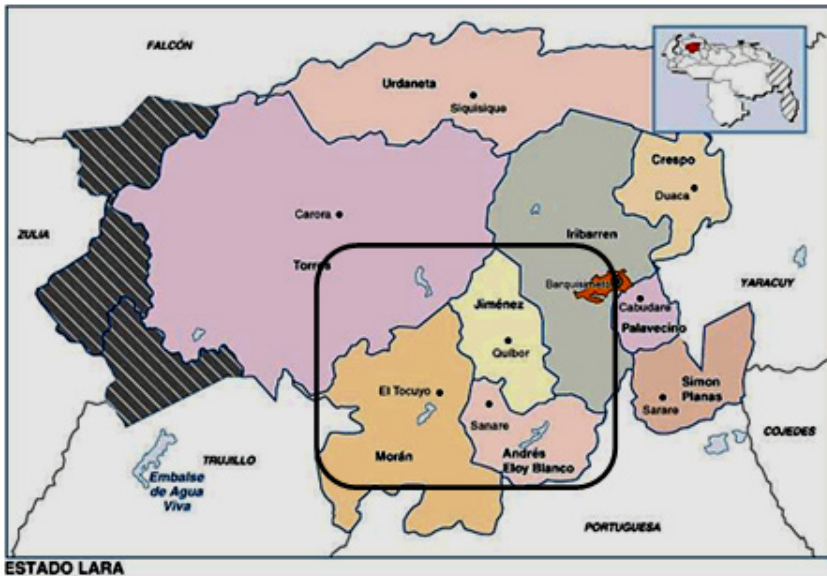 FALCÓN
Urdaneta
Siquisique
Crespo
Duaca
Carora
ZULIA
Iribarren
Torres
Barquisimeto
YARACUY
Jiménez
Cabudare
Palavecino
Quibor
Simon
Planas
El Tocuyo
Sanare
Sarare
COJEDES
Morán
Andrés
Eloy Blanco
TRUJILLO
Embalse
de Agua
Viva
PORTUGUESA
ESTADO LARA